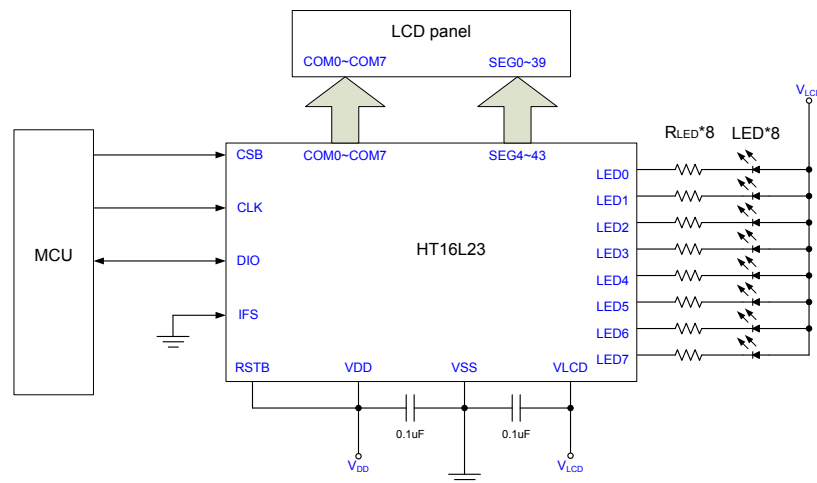 LCD panel
COM0~COM7 SEG0~39
VLCD
RLED*8 LED*8
CSB COM0~COM7 SEG4~43
LED0
LED1
CLK
LED2
MCU HT16L23 LED3
DIO
LED4
LED5
IFS
LED6
RSTB VDD VSS VLCD LED7
0.1uF 0.1uF
VDD VLCD